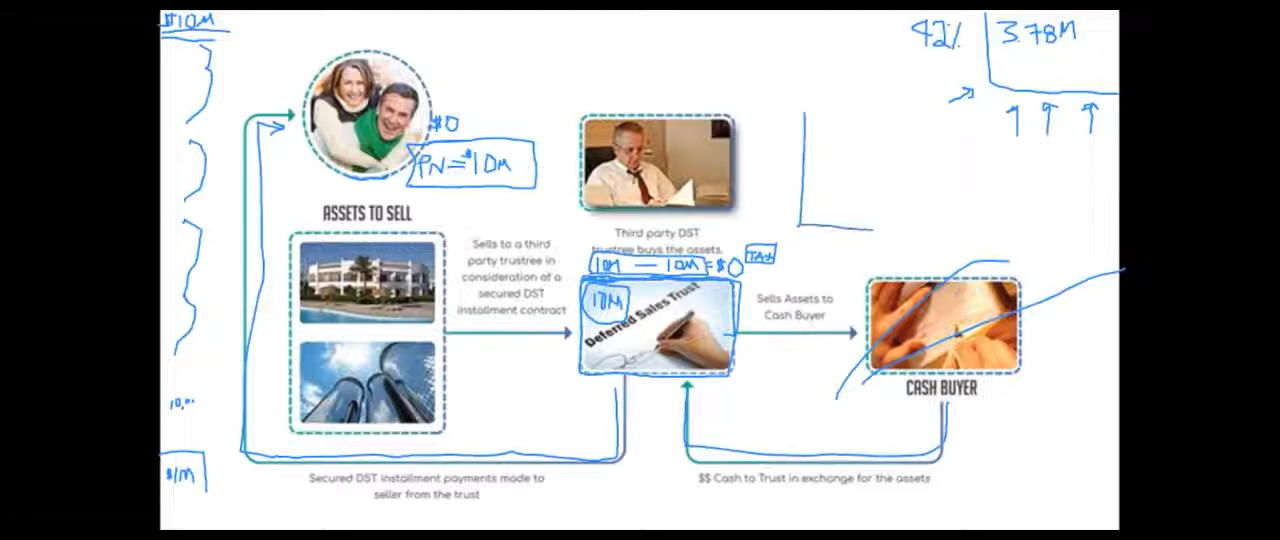 $10M
42% 3.78M
$0
PN=$10M
ASSETS TO SELL
Sells to a third
party trustree in
consideration of a
secured DST
installment contract
Third party DST
trustree buys the assets.
10M — 10M = $0
10M
Deferred Sales Trust
Sells Assets to
Cash Buyer
CASH BUYER
$1M
Secured DST installment payments made to
seller from the trust
$$ Cash to Trust in exchange for the assets